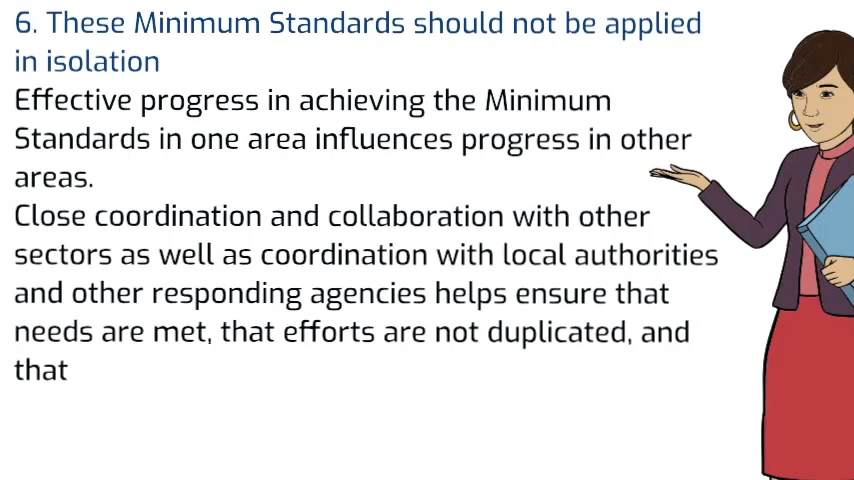 6. These Minimum Standards should not be applied
in isolation
Effective progress in achieving the Minimum
Standards in one area influences progress in other
areas.
Close coordination and collaboration with other
sectors as well as coordination with local authorities
and other responding agencies helps ensure that
needs are met, that efforts are not duplicated, and
that